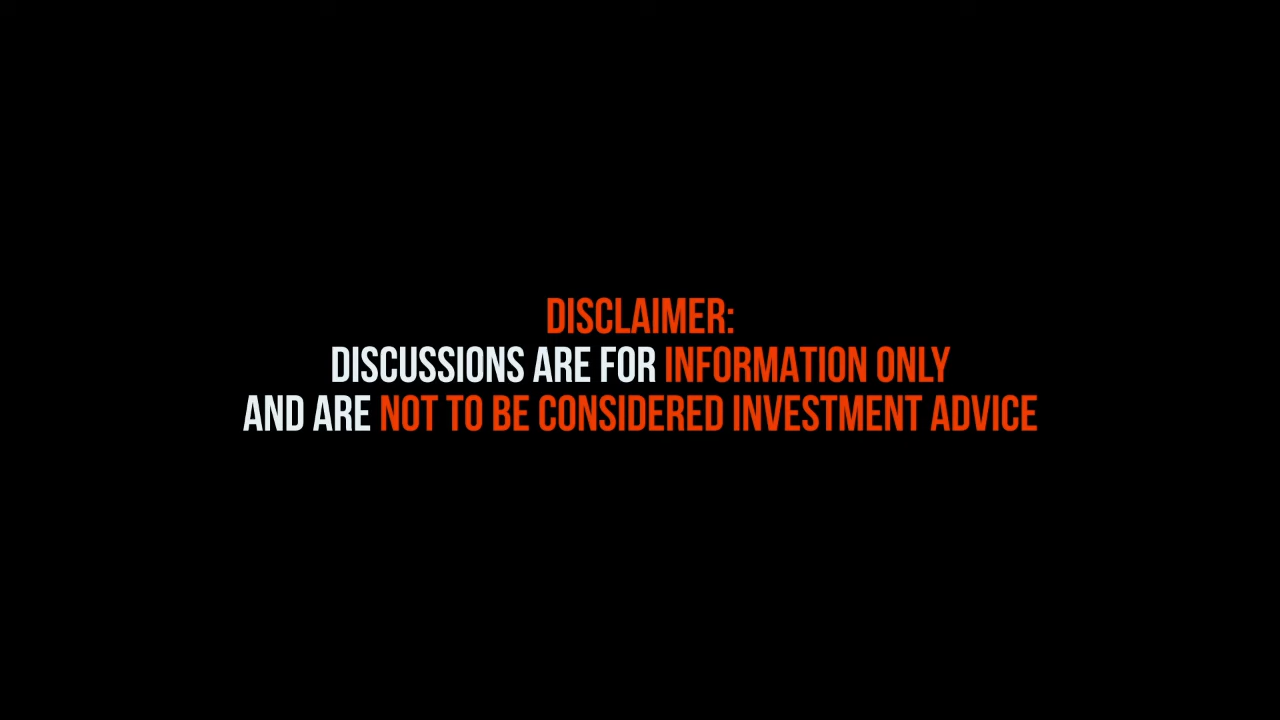 DISCLAIMER:
DISCUSSIONS ARE FOR INFORMATION ONLY
AND ARE NOT TO BE CONSIDERED INVESTMENT ADVICE